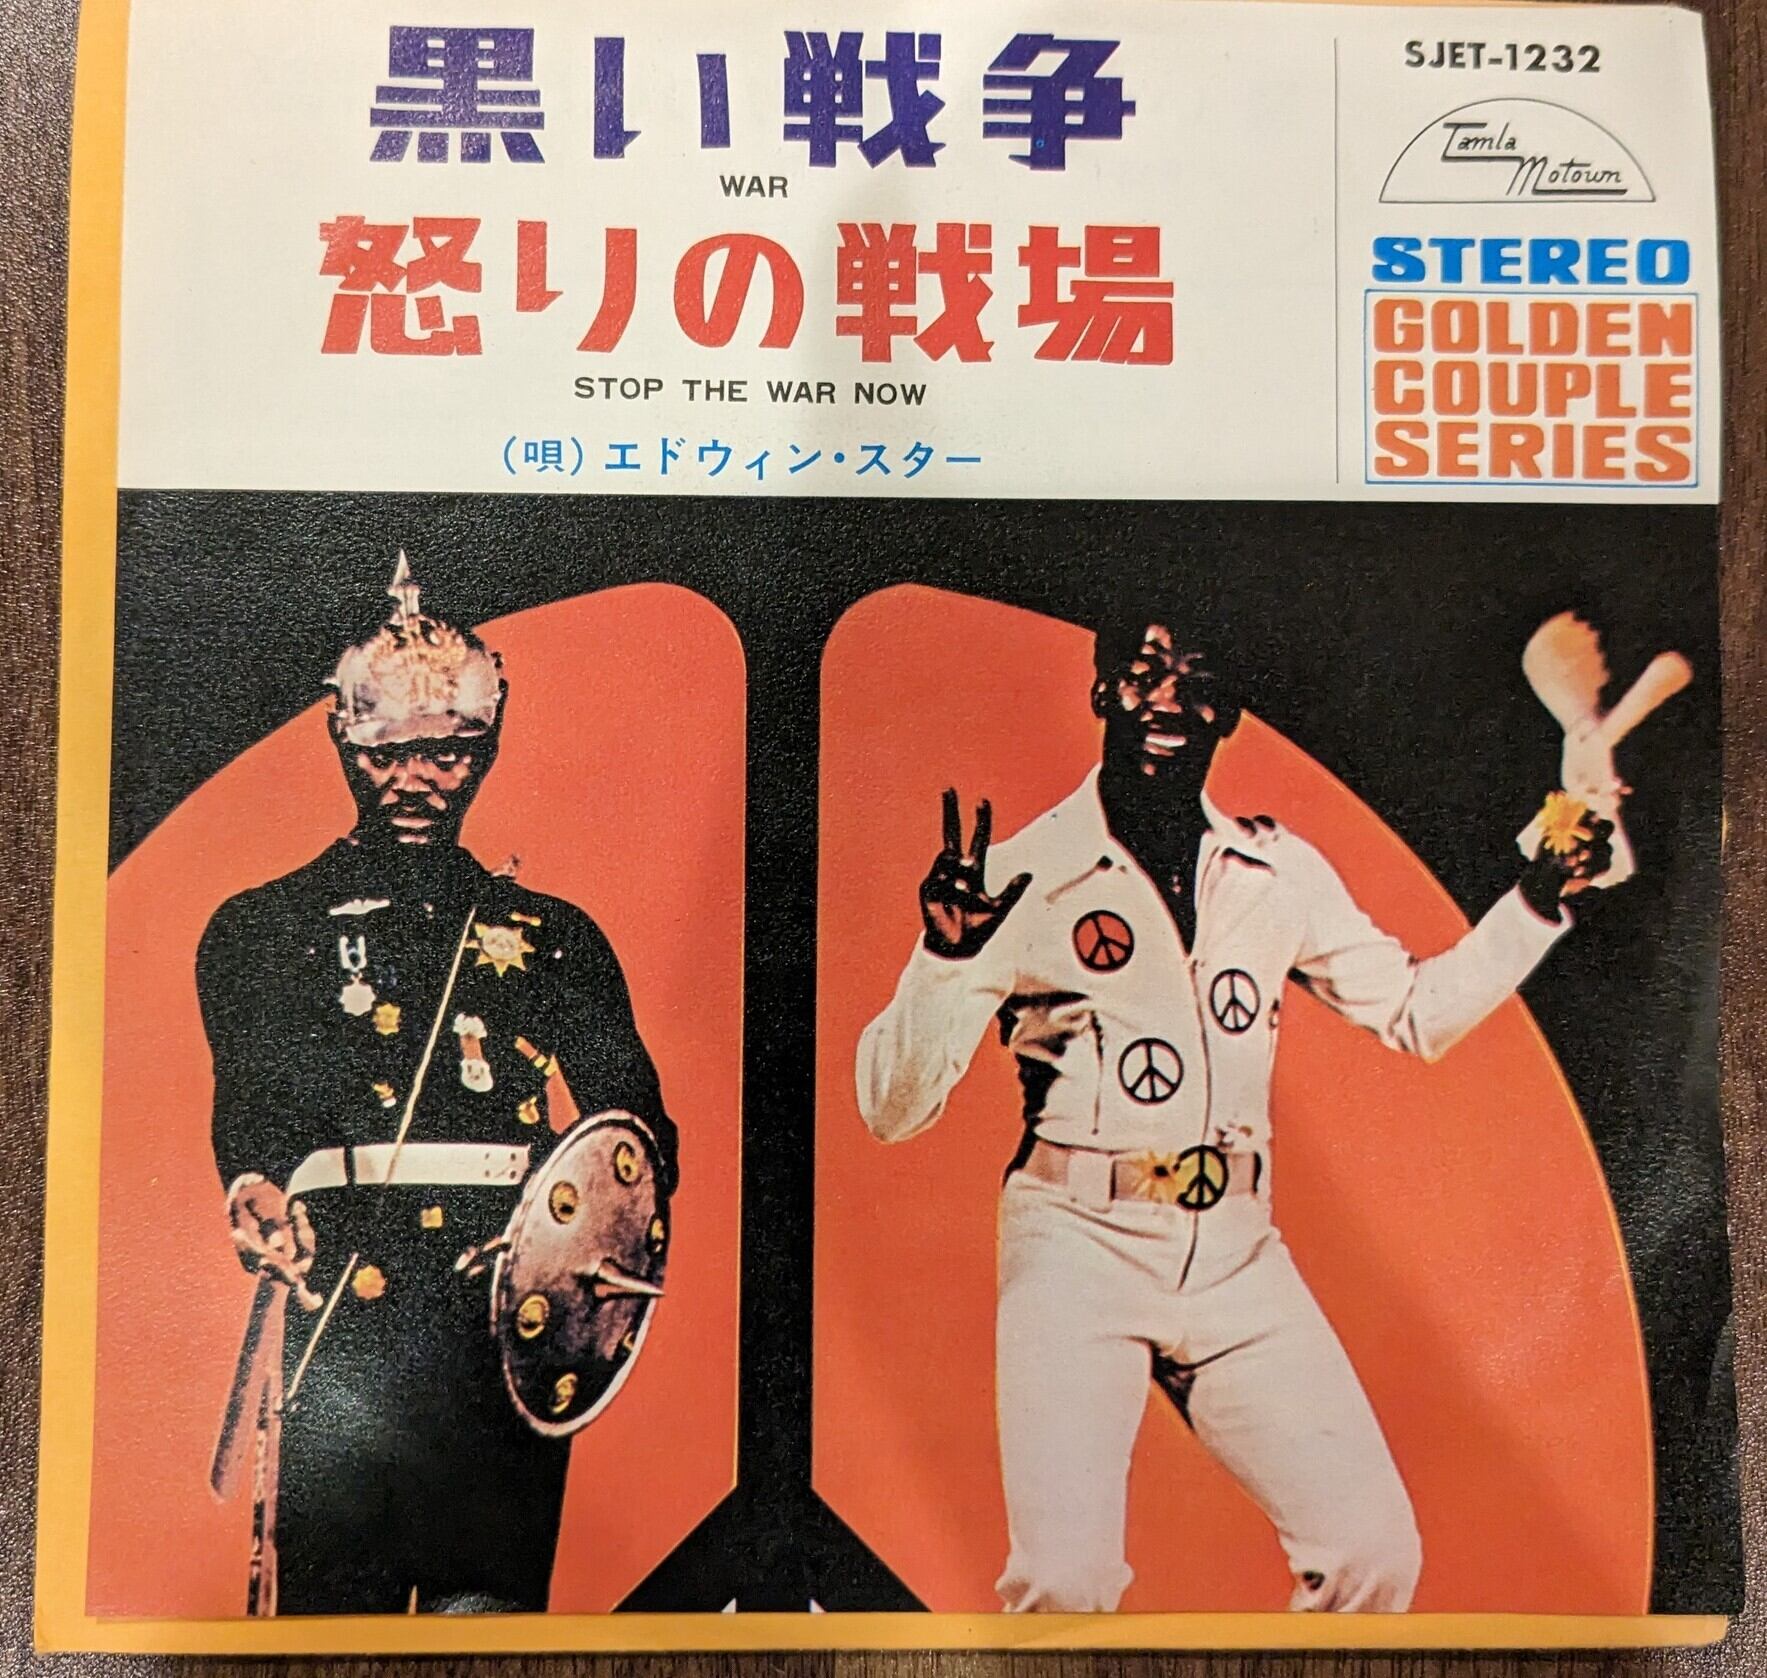 黒い戦争
WAR
怒りの戦場
STOP THE WAR NOW
(唄)エドウィン・スター
SJET-1232
Tamla
Motown
STEREO
GOLDEN
COUPLE
SERIES